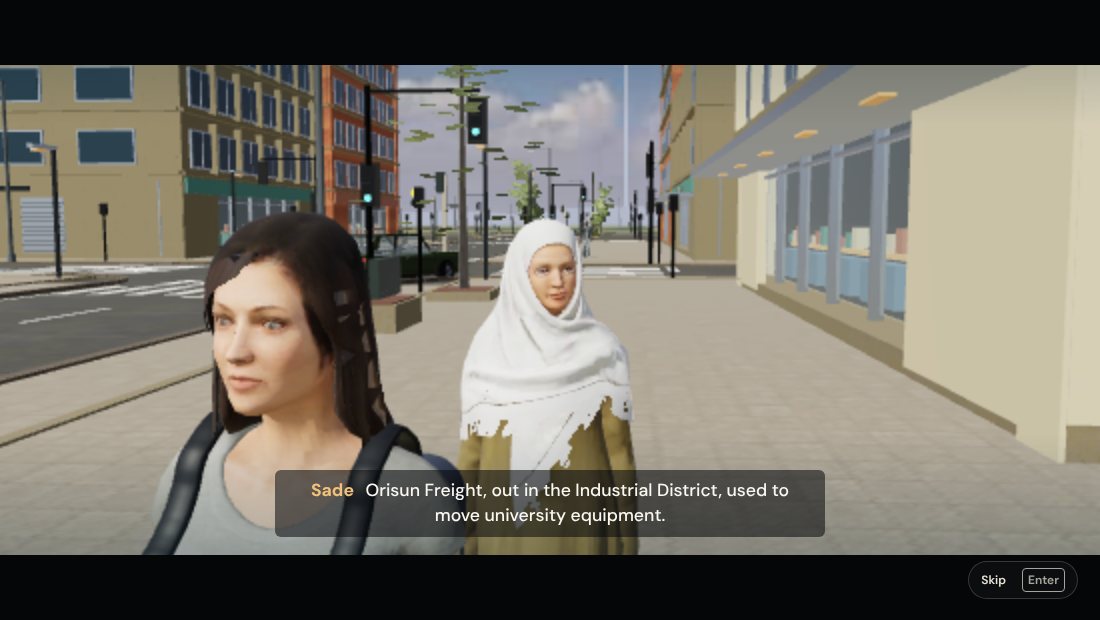 Sade Orisun Freight, out in the Industrial District, used to
move university equipment.
Skip Enter